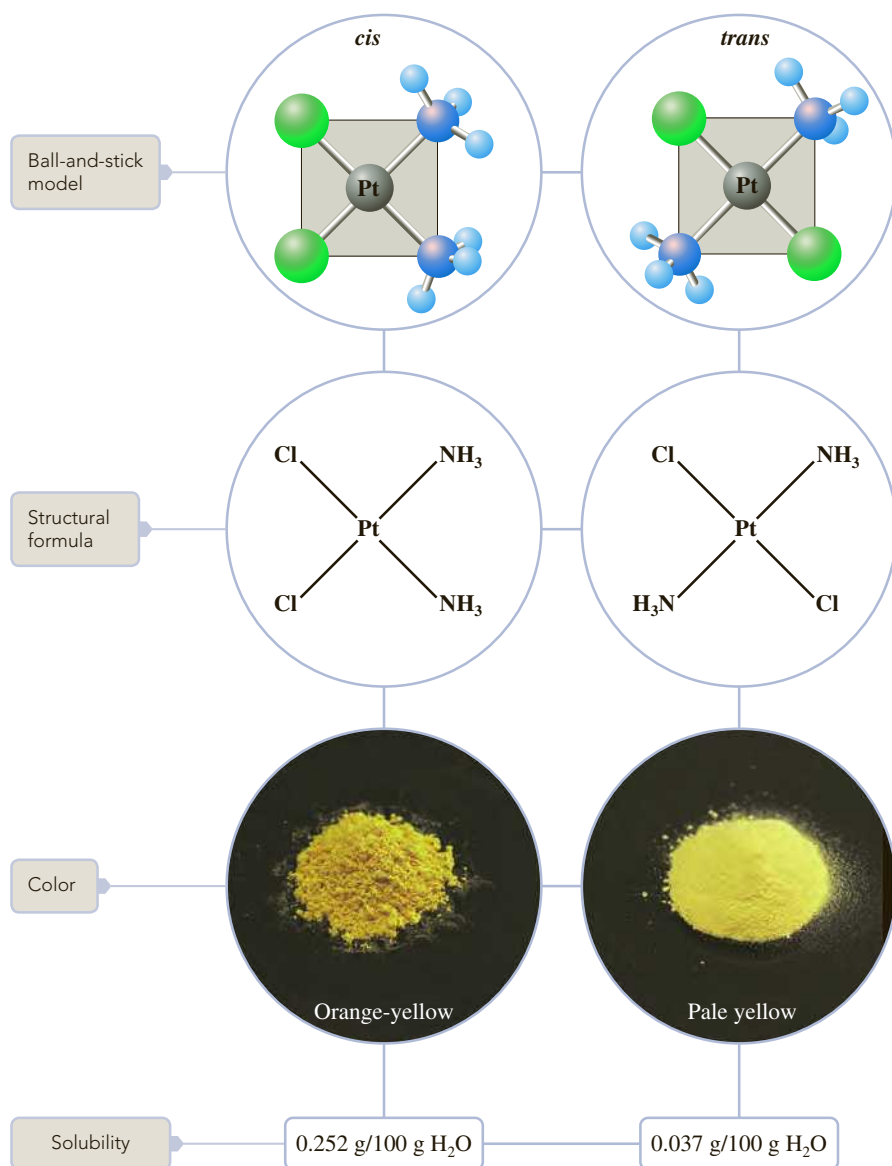 cis
trans
Ball-and-stick
model
Pt
Pt
Structural
formula
Cl
NH₃
Pt
Cl
NH₃
Cl
NH₃
Pt
H₃N
Cl
Color
Orange-yellow
Pale yellow
Solubility
0.252 g/100 g H₂O
0.037 g/100 g H₂O